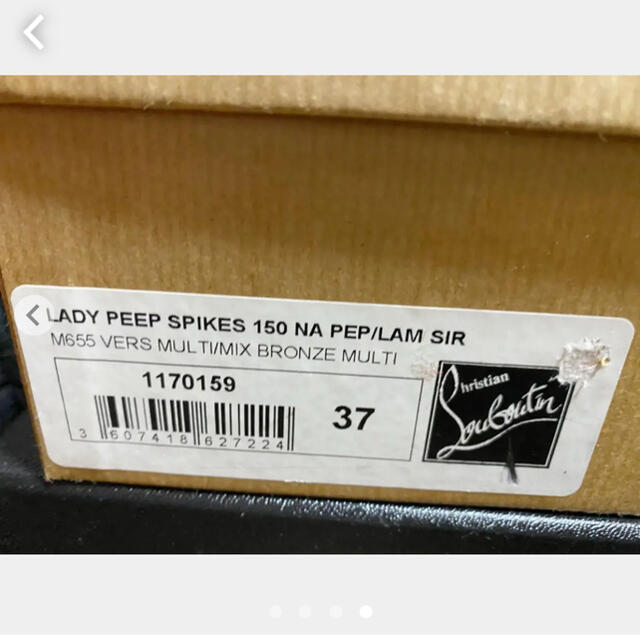 LADY PEEP SPIKES 150 NA PEP/LAM SIR
M655 VERS MULTI/MIX BRONZE MULTI
1170159
37
3 607418 627224
Christian
Louboutin